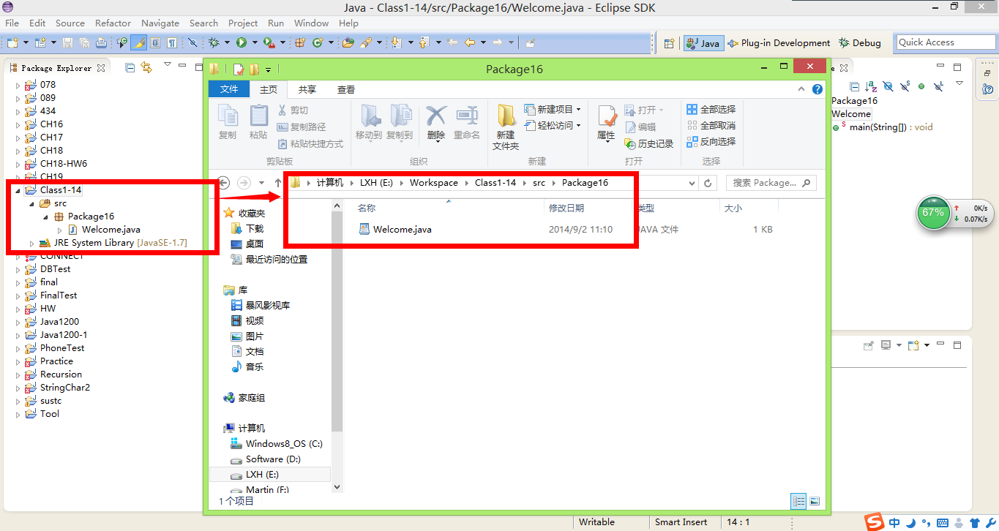 Java - Class1-14/src/Package16/Welcome.java - Eclipse SDK
File Edit Source Refactor Navigate Search Project Run Window Help
Java Plug-in Development Debug Quick Access
Package Explorer
078
089
434
CH16
CH17
CH18
CH18-HW6
CH19
Class1-14
src
Package16
Welcome.java
JRE System Library [JavaSE-1.7]
CONNECT
DBTest
final
FinalTest
HW
Java1200
Java1200-1
PhoneTest
Practice
Recursion
StringChar2
sustc
Tool
Package16
文件 主页 共享 查看
复制
粘贴
剪切
复制路径
粘贴快捷方式
剪贴板
移动到 复制到 删除 重命名
组织
新建
文件夹
新建项目
轻松访问
新建
属性
打开
编辑
历史记录
打开
全部选择
全部取消
反向选择
选择
计算机 LXH (E:) Workspace Class1-14 src Package16
搜索 Package...
收藏夹
下载
桌面
最近访问的位置
库
暴风影视库
视频
图片
文档
音乐
家庭组
计算机
Windows8_OS (C:)
Software (D:)
LXH (E:)
Martin (F:)
名称 修改日期 类型 大小
Welcome.java 2014/9/2 11:10 JAVA 文件 1 KB
1 个项目
Package16
Welcome
S main(String[]) : void
67%
0K/s
0.07K/s
Writable Smart Insert 14 : 1
S 中